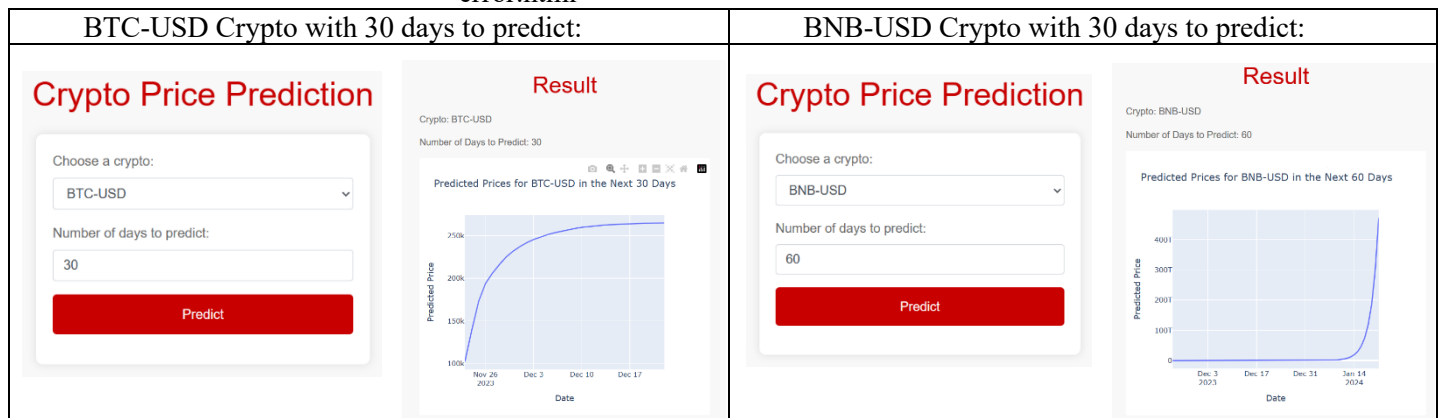 error.html
BTC-USD Crypto with 30 days to predict:
BNB-USD Crypto with 30 days to predict:
Crypto Price Prediction
Choose a crypto:
BTC-USD
Number of days to predict:
30
Predict
Result
Crypto: BTC-USD
Number of Days to Predict: 30
Predicted Prices for BTC-USD in the Next 30 Days
250k
200k
150k
100k
Predicted Price
Nov 26
2023
Dec 3
Dec 10
Dec 17
Date
Crypto Price Prediction
Choose a crypto:
BNB-USD
Number of days to predict:
60
Predict
Result
Crypto: BNB-USD
Number of Days to Predict: 60
Predicted Prices for BNB-USD in the Next 60 Days
400T
300T
200T
100T
0
Predicted Price
Dec 3
2023
Dec 17
Dec 31
Jan 14
2024
Date